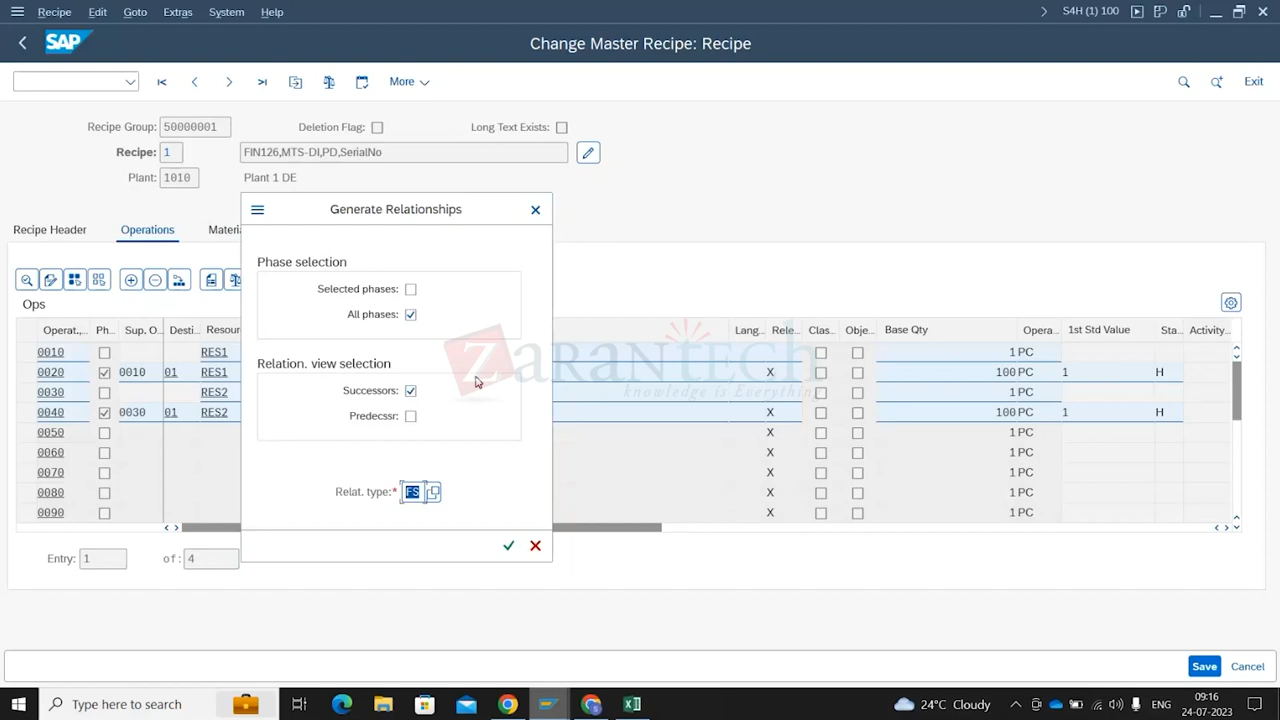 Recipe Edit Goto Extras System Help S4H (1) 100
SAP Change Master Recipe: Recipe
More Exit
Recipe Group: 50000001 Deletion Flag: Long Text Exists:
Recipe: 1 FIN126,MTS-DI,PD,SerialNo
Plant: 1010 Plant 1 DE
Generate Relationships
Recipe Header Operations Materia
Phase selection
Selected phases:
All phases:
Relation. view selection
Successors:
Predecssr:
Relat. type:* FS
Ops
Operat.., Ph.. Sup. O.. Desti Resourc Lang.. Rele.. Clas.. Obje.. Base Qty Opera 1st Std Value Sta... Activity
0010 RES1 1 PC
0020 0010 01 RES1 X 100 PC 1 H
0030 RES2 1 PC
0040 0030 01 RES2 X 100 PC 1 H
0050 X 1 PC
0060 X 1 PC
0070 X 1 PC
0080 X 1 PC
0090 X 1 PC
Entry: 1 of: 4
ZARANTECH
knowledge is Everything
Save Cancel
Type here to search 24°C Cloudy ENG 09:16
24-07-2023